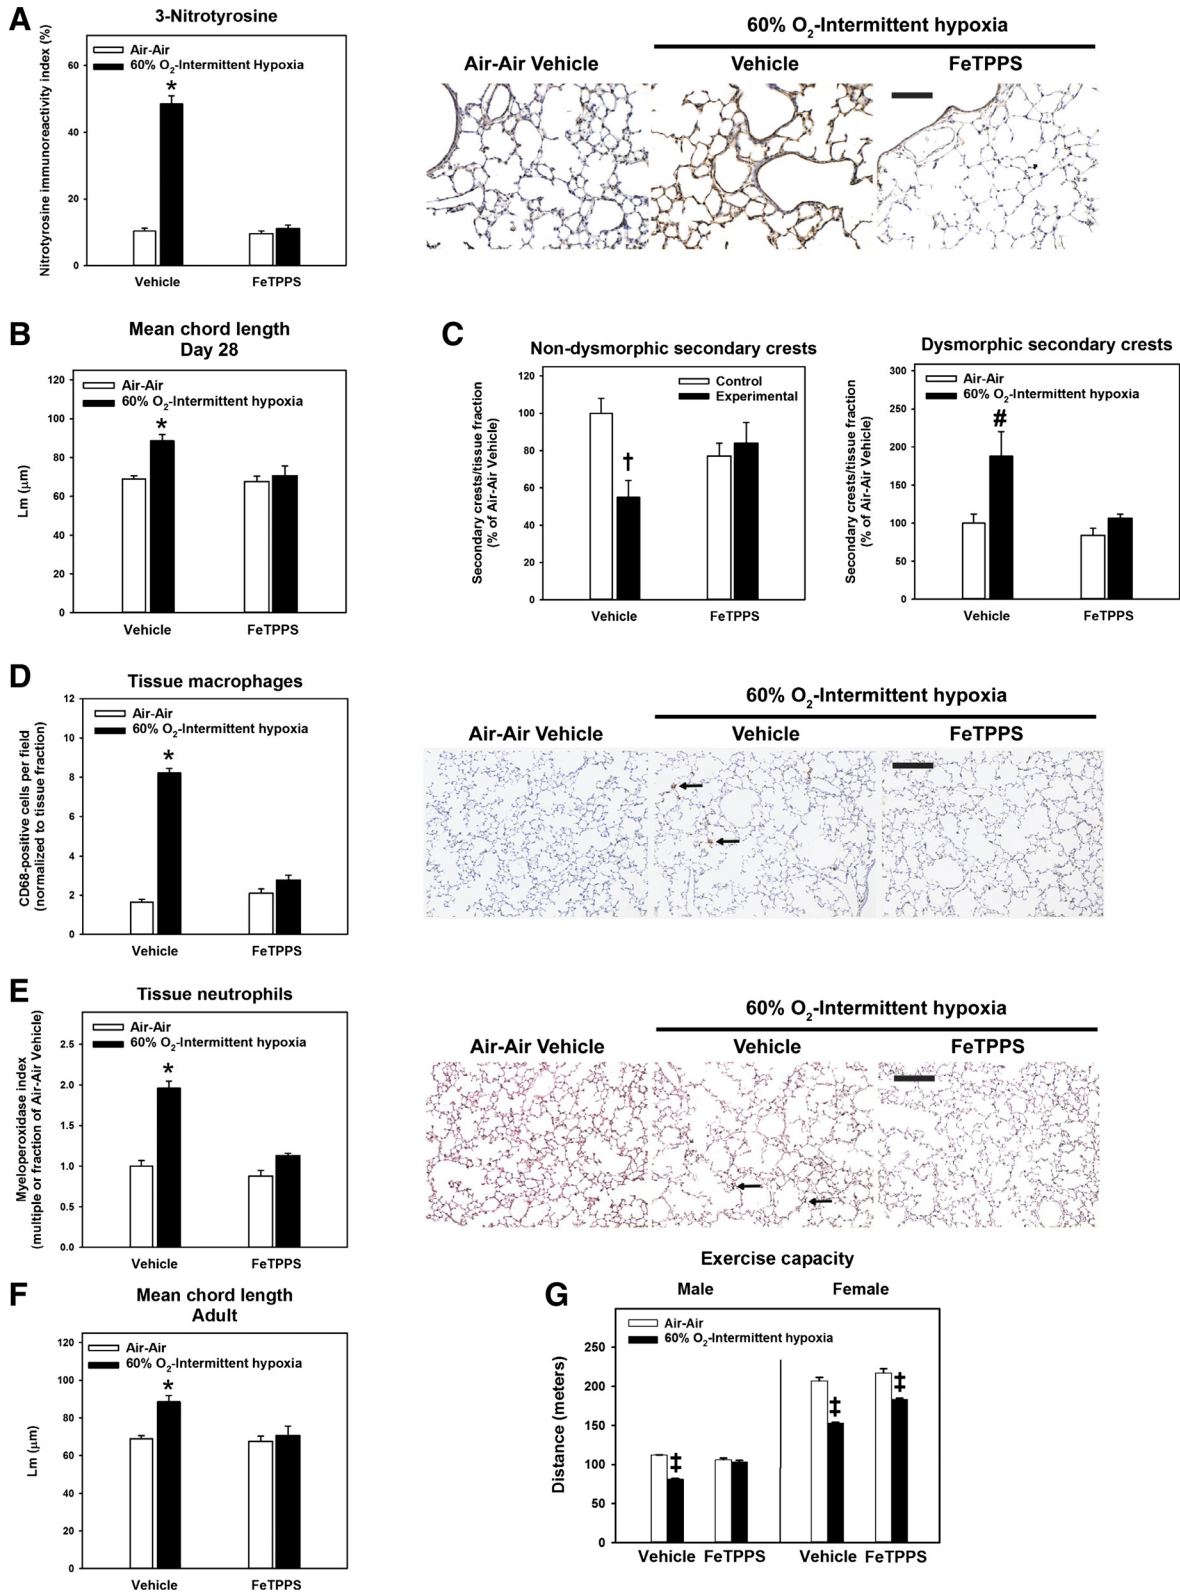 A
3-Nitrotyrosine
Nitrotyrosine immunoreactivity index (%)
Air-Air
60% O2-Intermittent Hypoxia
*
60
40
20
0
Vehicle
FeTPPS
60% O2-Intermittent hypoxia
Air-Air Vehicle
Vehicle
FeTPPS
B
Mean chord length
Day 28
Lm (μm)
Air-Air
60% O2-Intermittent hypoxia
*
120
100
80
60
40
20
0
Vehicle
FeTPPS
C
Non-dysmorphic secondary crests
Secondary crests/tissue fraction
(% of Air-Air Vehicle)
Control
Experimental
†
120
100
80
60
40
20
0
Vehicle
FeTPPS
Dysmorphic secondary crests
Secondary crests/tissue fraction
(% of Air-Air Vehicle)
Air-Air
60% O2-Intermittent hypoxia
#
300
250
200
150
100
50
0
Vehicle
FeTPPS
D
Tissue macrophages
CD68-positive cells per field
(normalized to tissue fraction)
Air-Air
60% O2-Intermittent hypoxia
*
12
10
8
6
4
2
0
Vehicle
FeTPPS
60% O2-Intermittent hypoxia
Air-Air Vehicle
Vehicle
FeTPPS
E
Tissue neutrophils
Myeloperoxidase index
(multiple or fraction of Air-Air Vehicle)
Air-Air
60% O2-Intermittent hypoxia
*
2.5
2.0
1.5
1.0
0.5
0.0
Vehicle
FeTPPS
60% O2-Intermittent hypoxia
Air-Air Vehicle
Vehicle
FeTPPS
F
Mean chord length
Adult
Lm (μm)
Air-Air
60% O2-Intermittent hypoxia
*
120
100
80
60
40
20
0
Vehicle
FeTPPS
G
Exercise capacity
Male
Female
Distance (meters)
Air-Air
60% O2-Intermittent hypoxia
‡
‡
‡
250
200
150
100
50
0
Vehicle
FeTPPS
Vehicle
FeTPPS